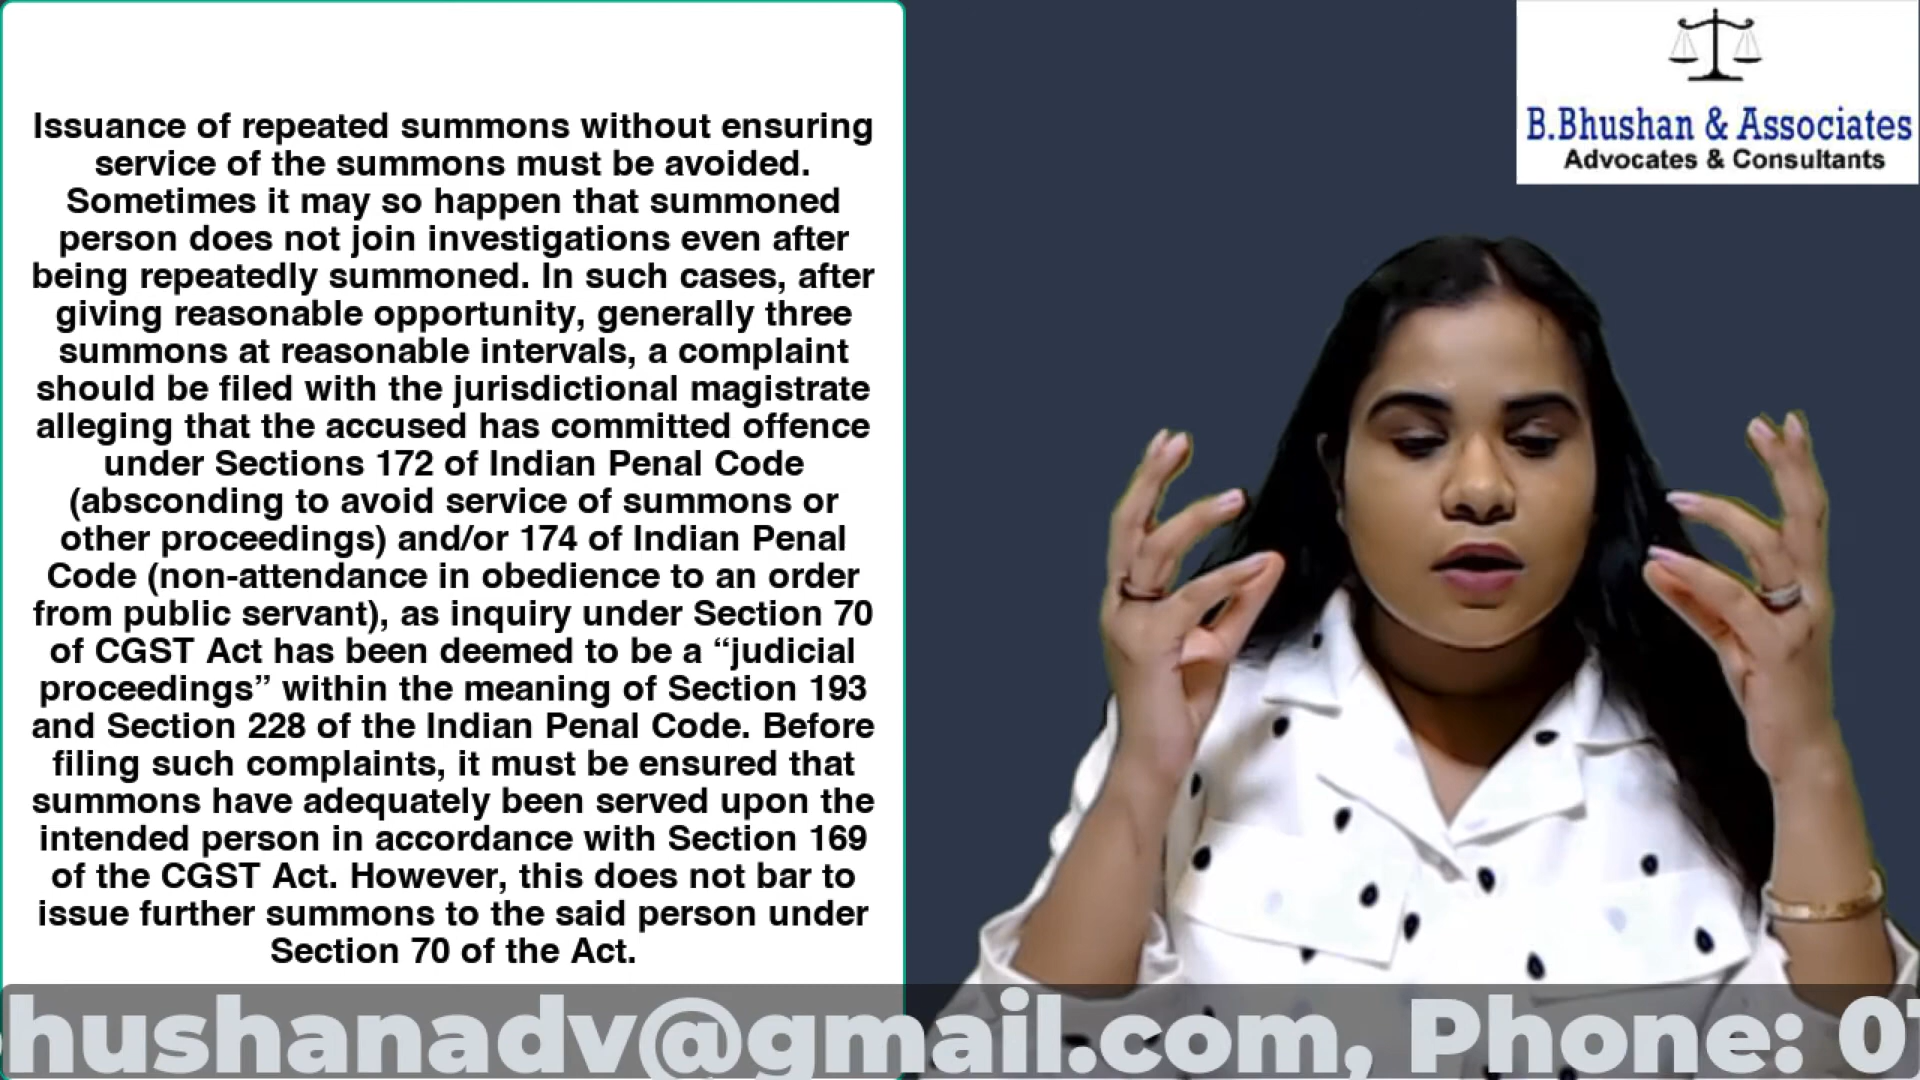 Issuance of repeated summons without ensuring
service of the summons must be avoided.
Sometimes it may so happen that summoned
person does not join investigations even after
being repeatedly summoned. In such cases, after
giving reasonable opportunity, generally three
summons at reasonable intervals, a complaint
should be filed with the jurisdictional magistrate
alleging that the accused has committed offence
under Sections 172 of Indian Penal Code
(absconding to avoid service of summons or
other proceedings) and/or 174 of Indian Penal
Code (non-attendance in obedience to an order
from public servant), as inquiry under Section 70
of CGST Act has been deemed to be a “judicial
proceedings” within the meaning of Section 193
and Section 228 of the Indian Penal Code. Before
filing such complaints, it must be ensured that
summons have adequately been served upon the
intended person in accordance with Section 169
of the CGST Act. However, this does not bar to
issue further summons to the said person under
Section 70 of the Act.
B.Bhushan & Associates
Advocates & Consultants
hushanadv@gmail.com, Phone: 0